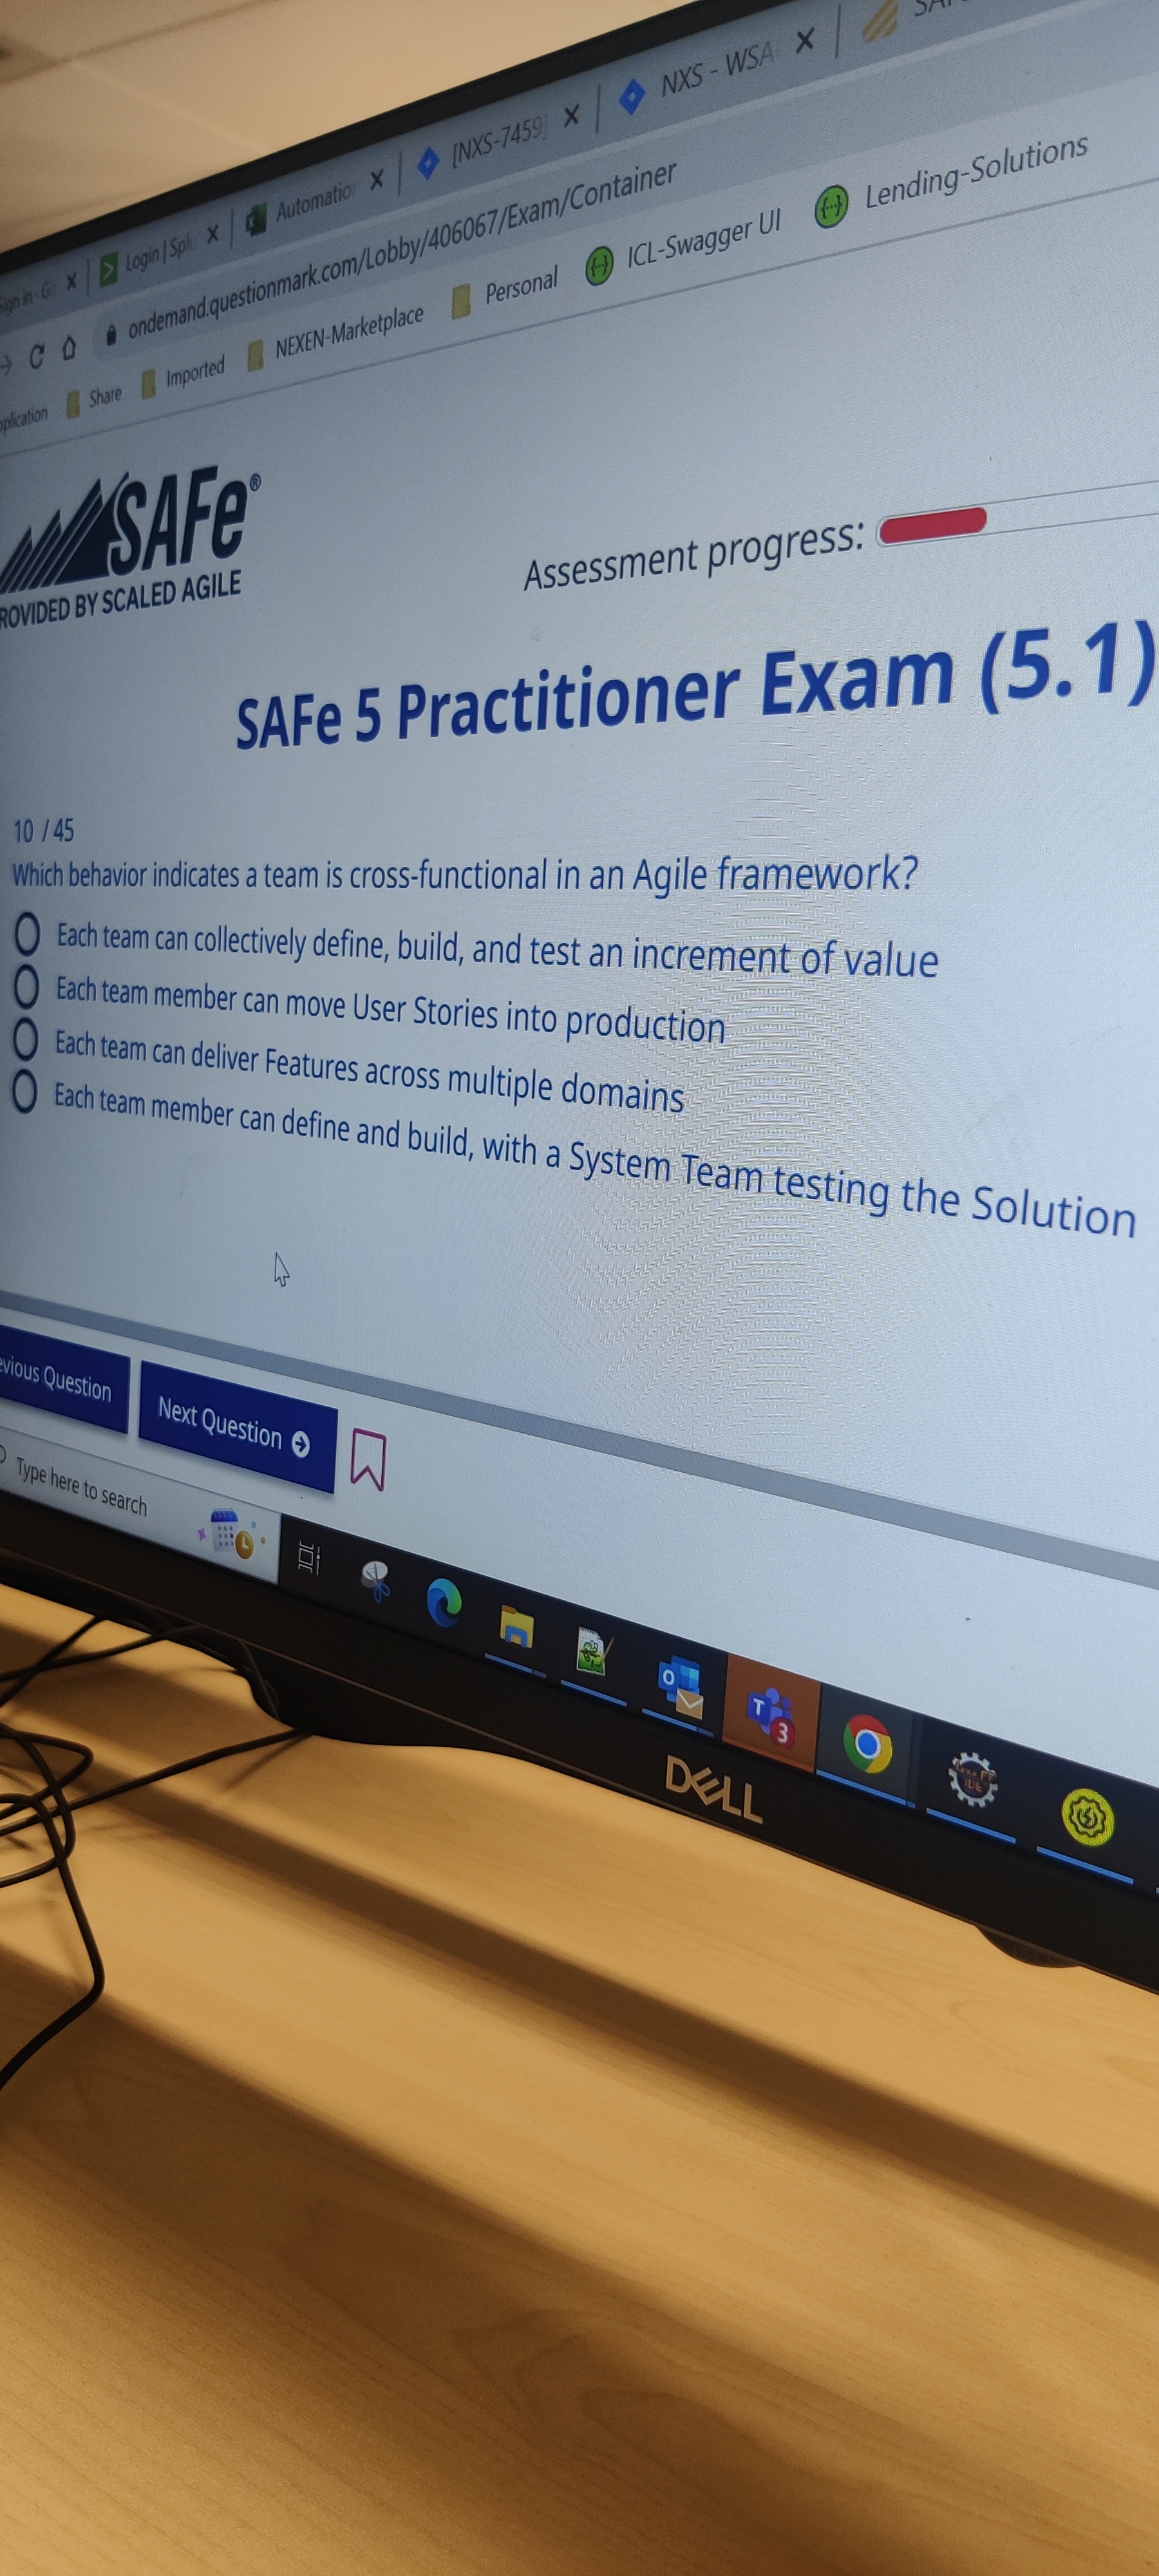 Sign in - G
Login | Spl
Automation
[NXS-7459]
NXS - WSA
ondemand.questionmark.com/Lobby/406067/Exam/Container
Share
Imported
NEXEN-Marketplace
Personal
ICL-Swagger UI
Lending-Solutions
SAFe®
ROVIDED BY SCALED AGILE
Assessment progress:
SAFe 5 Practitioner Exam (5.1)
10 / 45
Which behavior indicates a team is cross-functional in an Agile framework?
Each team can collectively define, build, and test an increment of value
Each team member can move User Stories into production
Each team can deliver Features across multiple domains
Each team member can define and build, with a System Team testing the Solution
evious Question
Next Question
Type here to search
3
DELL